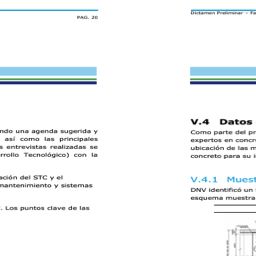 PAG. 20
ndo una agenda sugerida y
así como las principales
s entrevistas realizadas se
rrollo Tecnológico) con la
ación del STC y el
mantenimiento y sistemas
. Los puntos clave de las
Dictamen Preliminar – Fa
V.4 Datos
Como parte del pr
expertos en concr
ubicación de las m
concreto para su i
V.4.1 Muest
DNV identificó un
esquema muestra